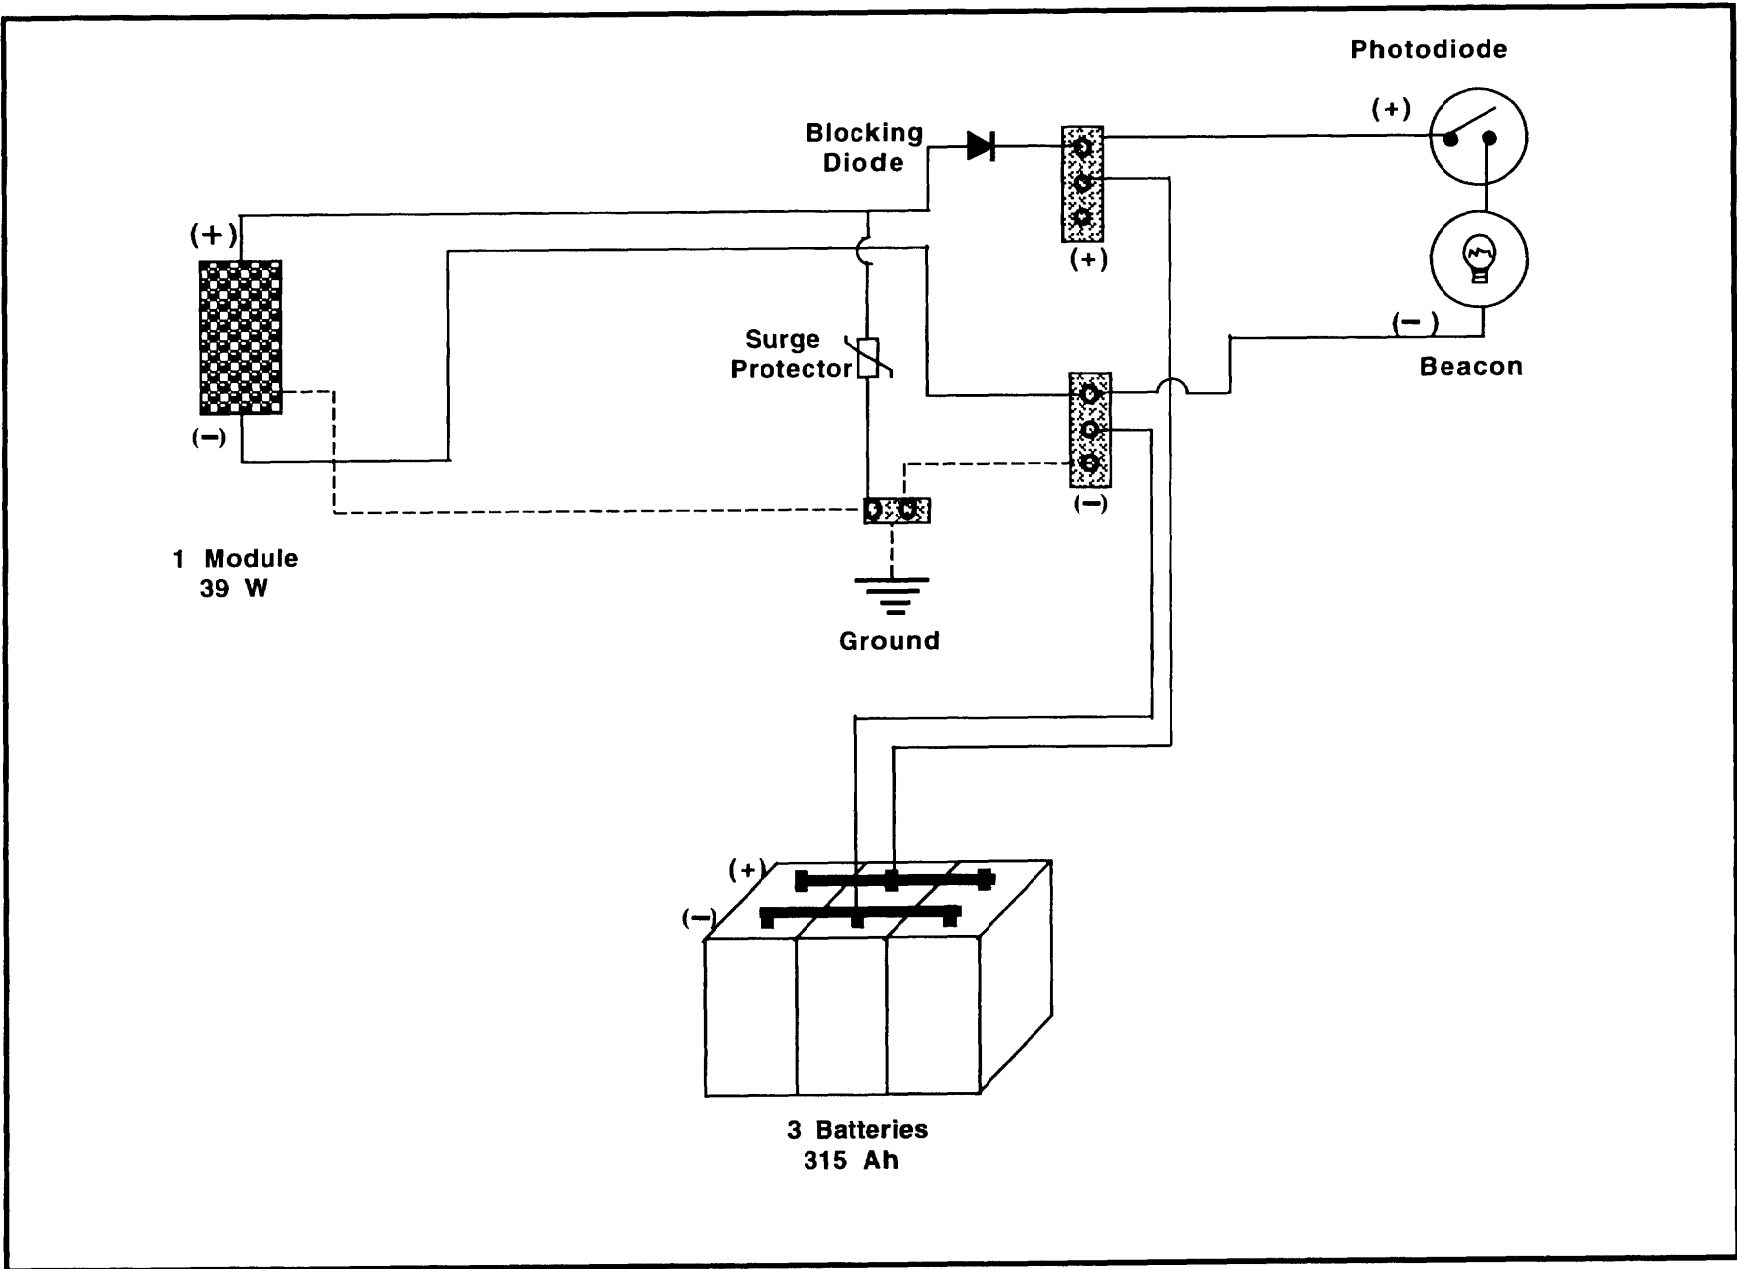 Photodiode
(+)
Blocking
Diode
(+)
(+)
Surge
Protector
(-)
Beacon
(-)
(-)
1 Module
39 W
Ground
(+)
(-)
3 Batteries
315 Ah